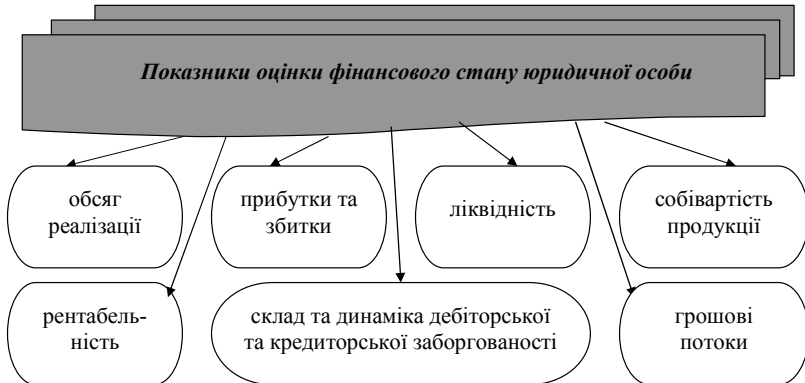 Показники оцінки фінансового стану юридичної особи
обсяг
реалізації
прибутки та
збитки
ліквідність
собівартість
продукції
рентабель-
ність
склад та динаміка дебіторської
та кредиторської заборгованості
грошові
потоки